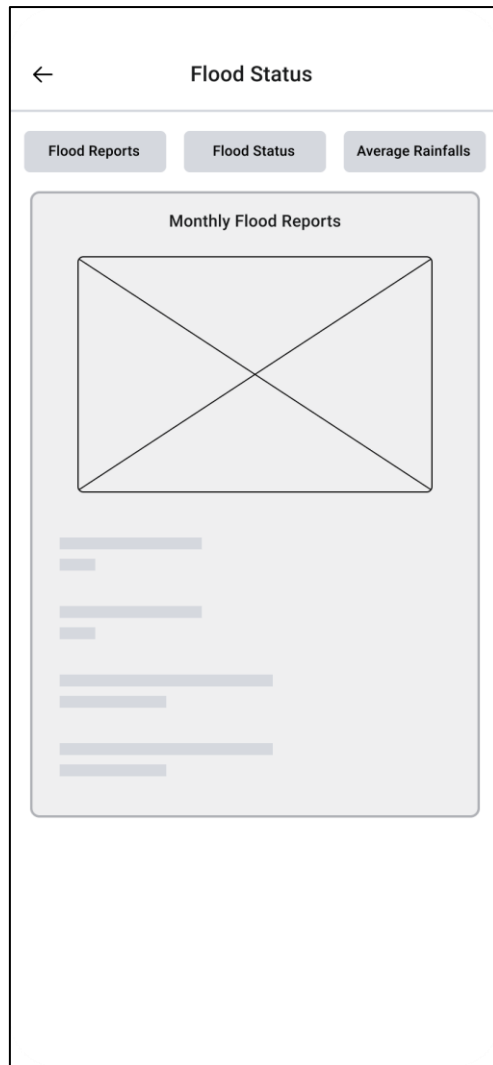 Flood Status
Flood Reports
Flood Status
Average Rainfalls
Monthly Flood Reports